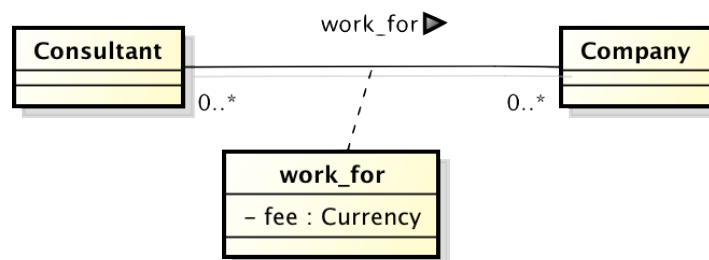 work_for
Consultant
Company
0..*
0..*
work_for
- fee : Currency